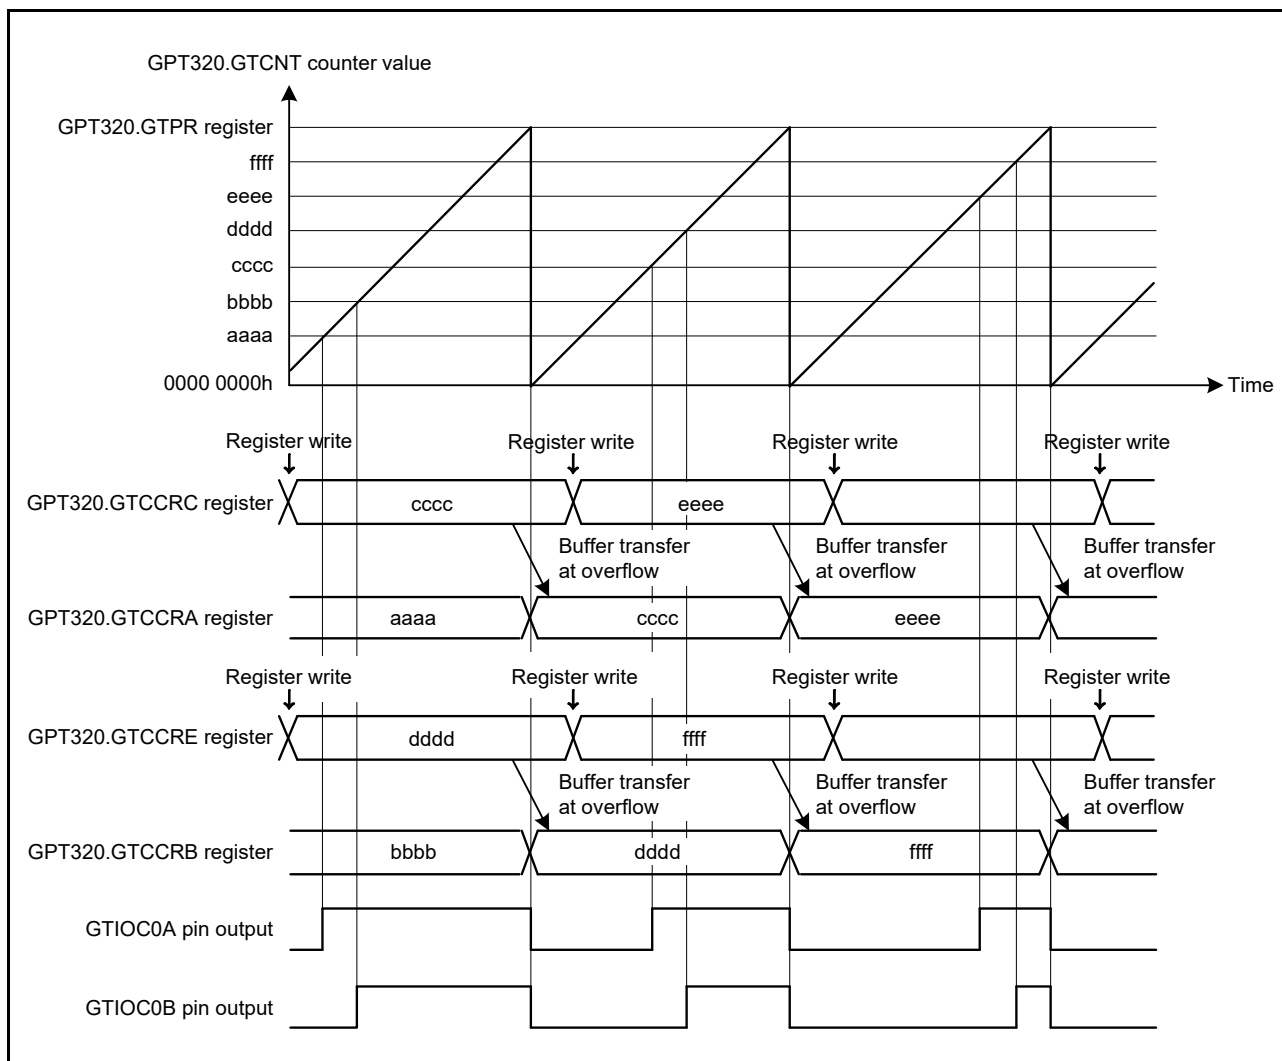 GPT320.GTCNT counter value
GPT320.GTPR register
ffff
eeee
dddd
cccc
bbbb
aaaa
0000 0000h
Time
Register write Register write Register write Register write
GPT320.GTCCRC register cccc eeee
Buffer transfer Buffer transfer Buffer transfer
at overflow at overflow at overflow
GPT320.GTCCRA register aaaa cccc eeee
Register write Register write Register write Register write
GPT320.GTCCRE register dddd ffff
Buffer transfer Buffer transfer Buffer transfer
at overflow at overflow at overflow
GPT320.GTCCRB register bbbb dddd ffff
GTIOC0A pin output
GTIOC0B pin output